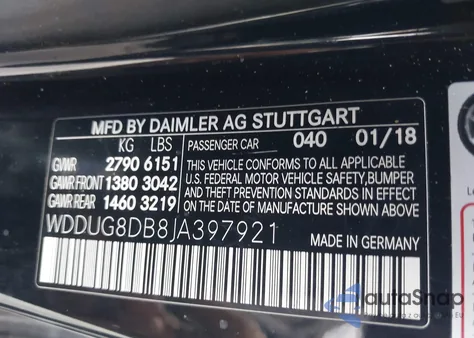 MFD BY DAIMLER AG STUTTGART
KG LBS PASSENGER CAR 040 01/18
GVWR 2790 6151 THIS VEHICLE CONFORMS TO ALL APPLICABLE
GAWR FRONT 1380 3042 U.S. FEDERAL MOTOR VEHICLE SAFETY, BUMPER
GAWR REAR 1460 3219 AND THEFT PREVENTION STANDARDS IN EFFECT
ON THE DATE OF MANUFACTURE SHOWN ABOVE
WDDUG8DB8JA397921 MADE IN GERMANY
autoSnap